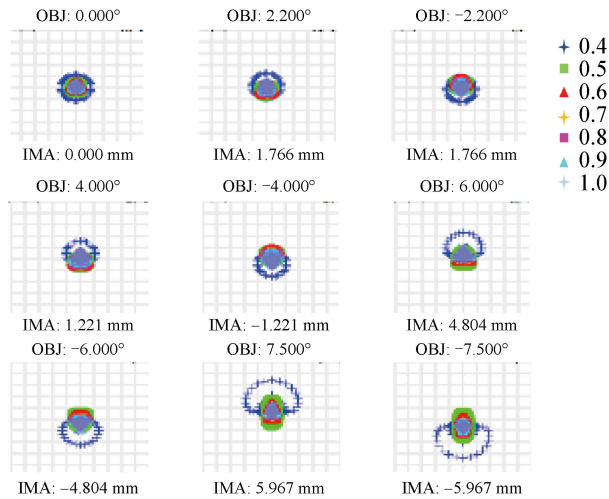 OBJ: 0.000° OBJ: 2.200° OBJ: −2.200°
IMA: 0.000 mm IMA: 1.766 mm IMA: 1.766 mm
0.4
0.5
0.6
0.7
0.8
0.9
1.0
OBJ: 4.000° OBJ: −4.000° OBJ: 6.000°
IMA: 1.221 mm IMA: −1.221 mm IMA: 4.804 mm
OBJ: −6.000° OBJ: 7.500° OBJ: −7.500°
IMA: −4.804 mm IMA: 5.967 mm IMA: −5.967 mm